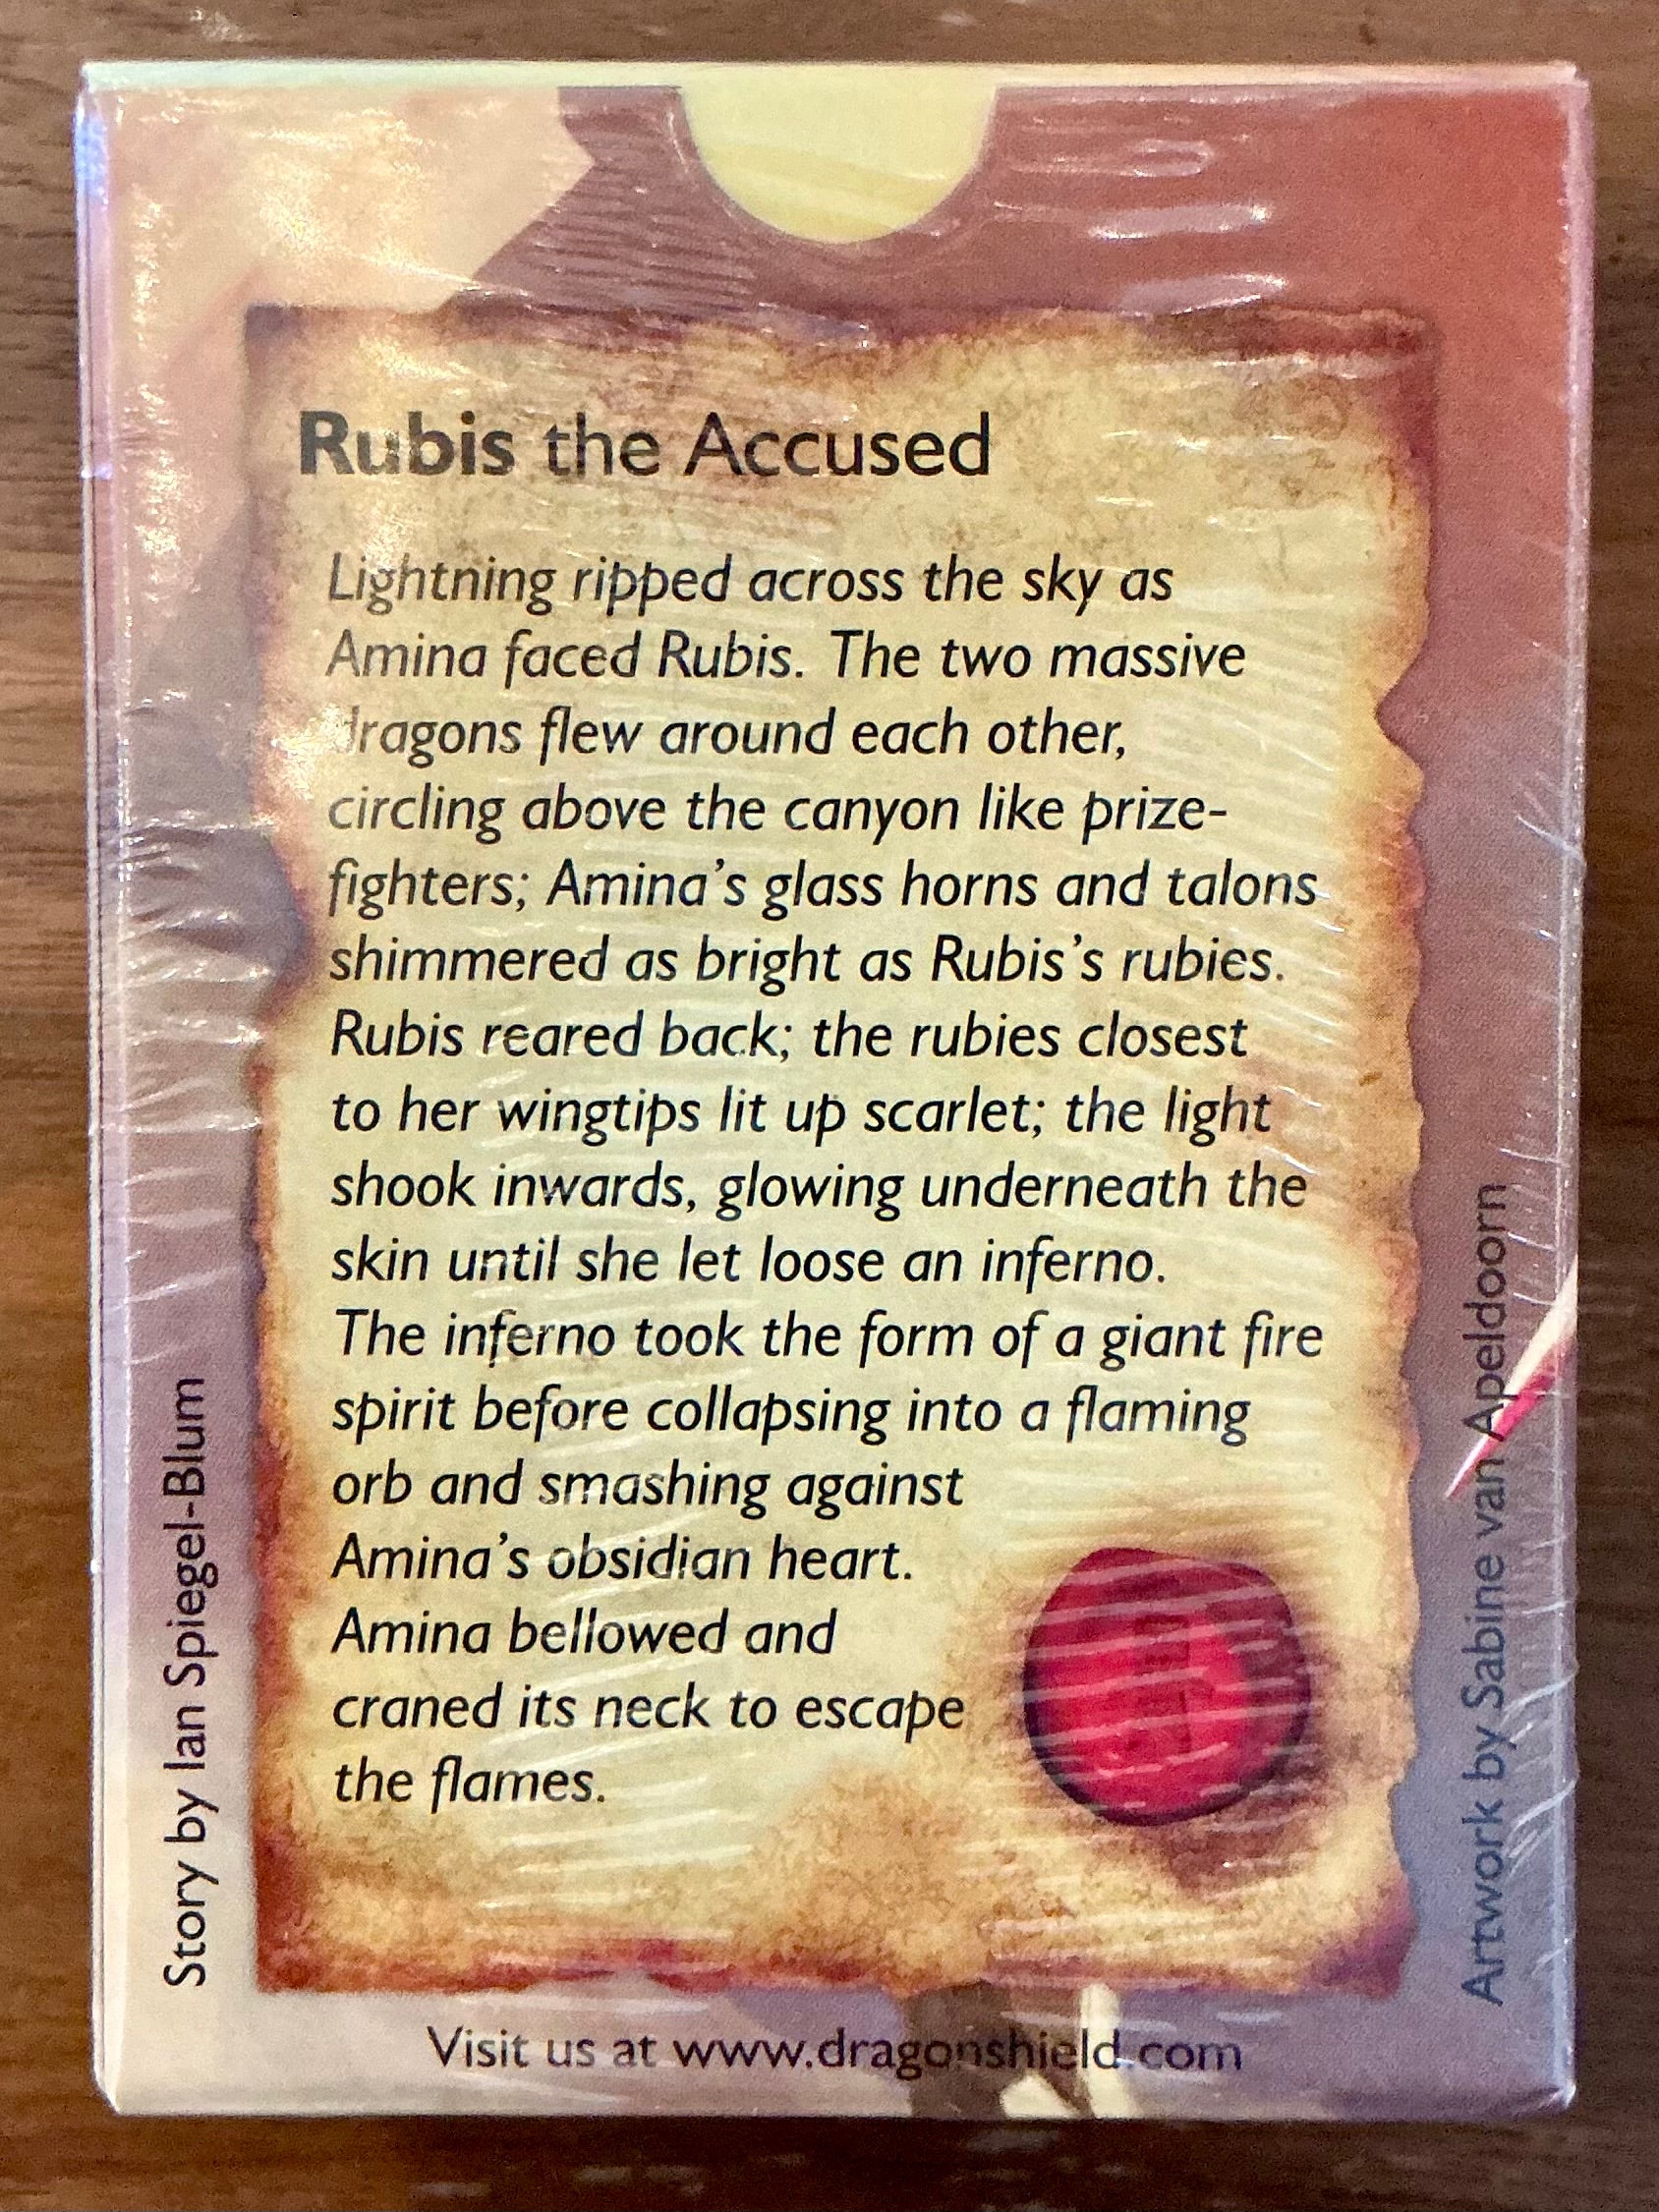 Rubis the Accused
Lightning ripped across the sky as
Amina faced Rubis. The two massive
dragons flew around each other,
circling above the canyon like prize-
fighters; Amina's glass horns and talons
shimmered as bright as Rubis's rubies.
Rubis reared back; the rubies closest
to her wingtips lit up scarlet; the light
shook inwards, glowing underneath the
skin until she let loose an inferno.
The inferno took the form of a giant fire
spirit before collapsing into a flaming
orb and smashing against
Amina's obsidian heart.
Amina bellowed and
craned its neck to escape
the flames.
Story by Ian Spiegel-Blum
Artwork by Sabine van Apeldoorn
Visit us at www.dragonshield.com